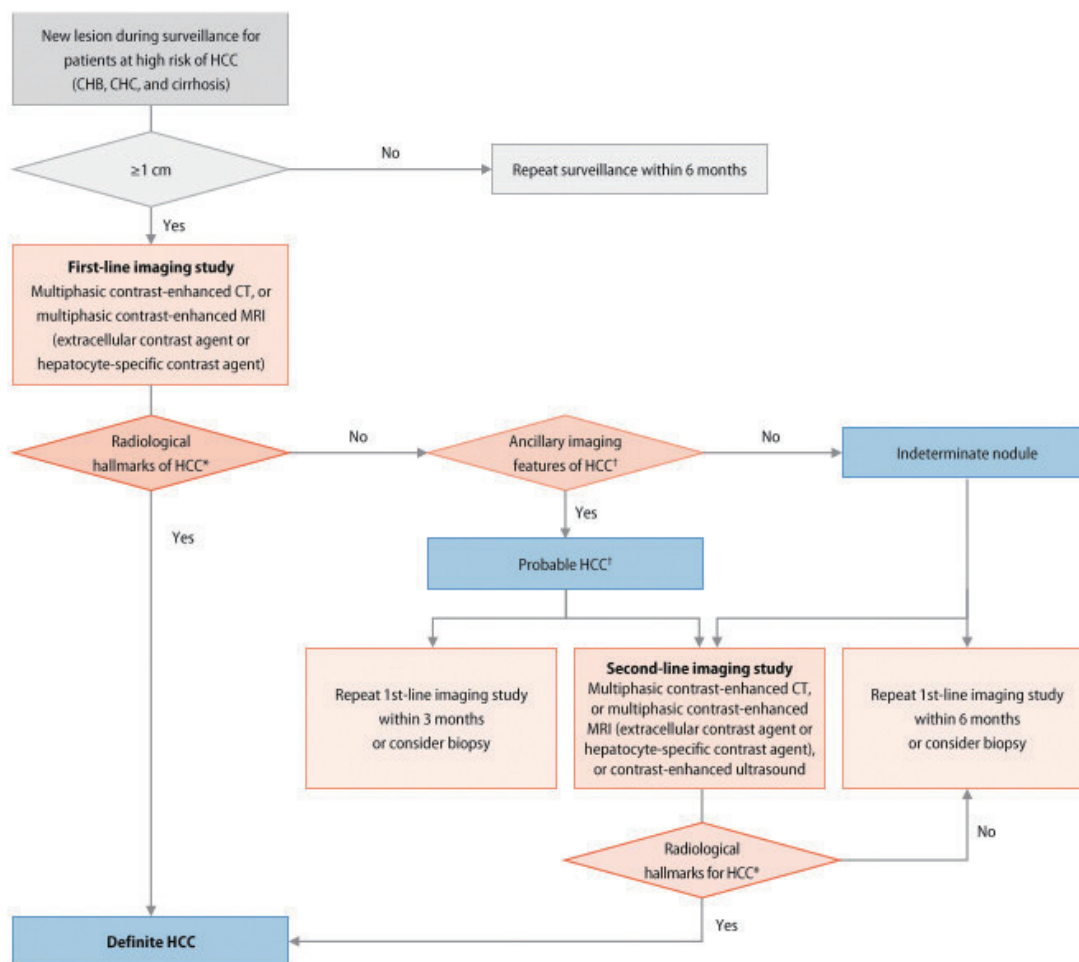 New lesion during surveillance for
patients at high risk of HCC
(CHB, CHC, and cirrhosis)
≥1 cm
No
Repeat surveillance within 6 months
Yes
First-line imaging study
Multiphasic contrast-enhanced CT, or
multiphasic contrast-enhanced MRI
(extracellular contrast agent or
hepatocyte-specific contrast agent)
Radiological
hallmarks of HCC*
No
Ancillary imaging
features of HCC†
No
Indeterminate nodule
Yes
Yes
Probable HCC†
Repeat 1st-line imaging study
within 3 months
or consider biopsy
Second-line imaging study
Multiphasic contrast-enhanced CT,
or multiphasic contrast-enhanced
MRI (extracellular contrast agent or
hepatocyte-specific contrast agent),
or contrast-enhanced ultrasound
Repeat 1st-line imaging study
within 6 months
or consider biopsy
Radiological
hallmarks for HCC*
No
Yes
Definite HCC